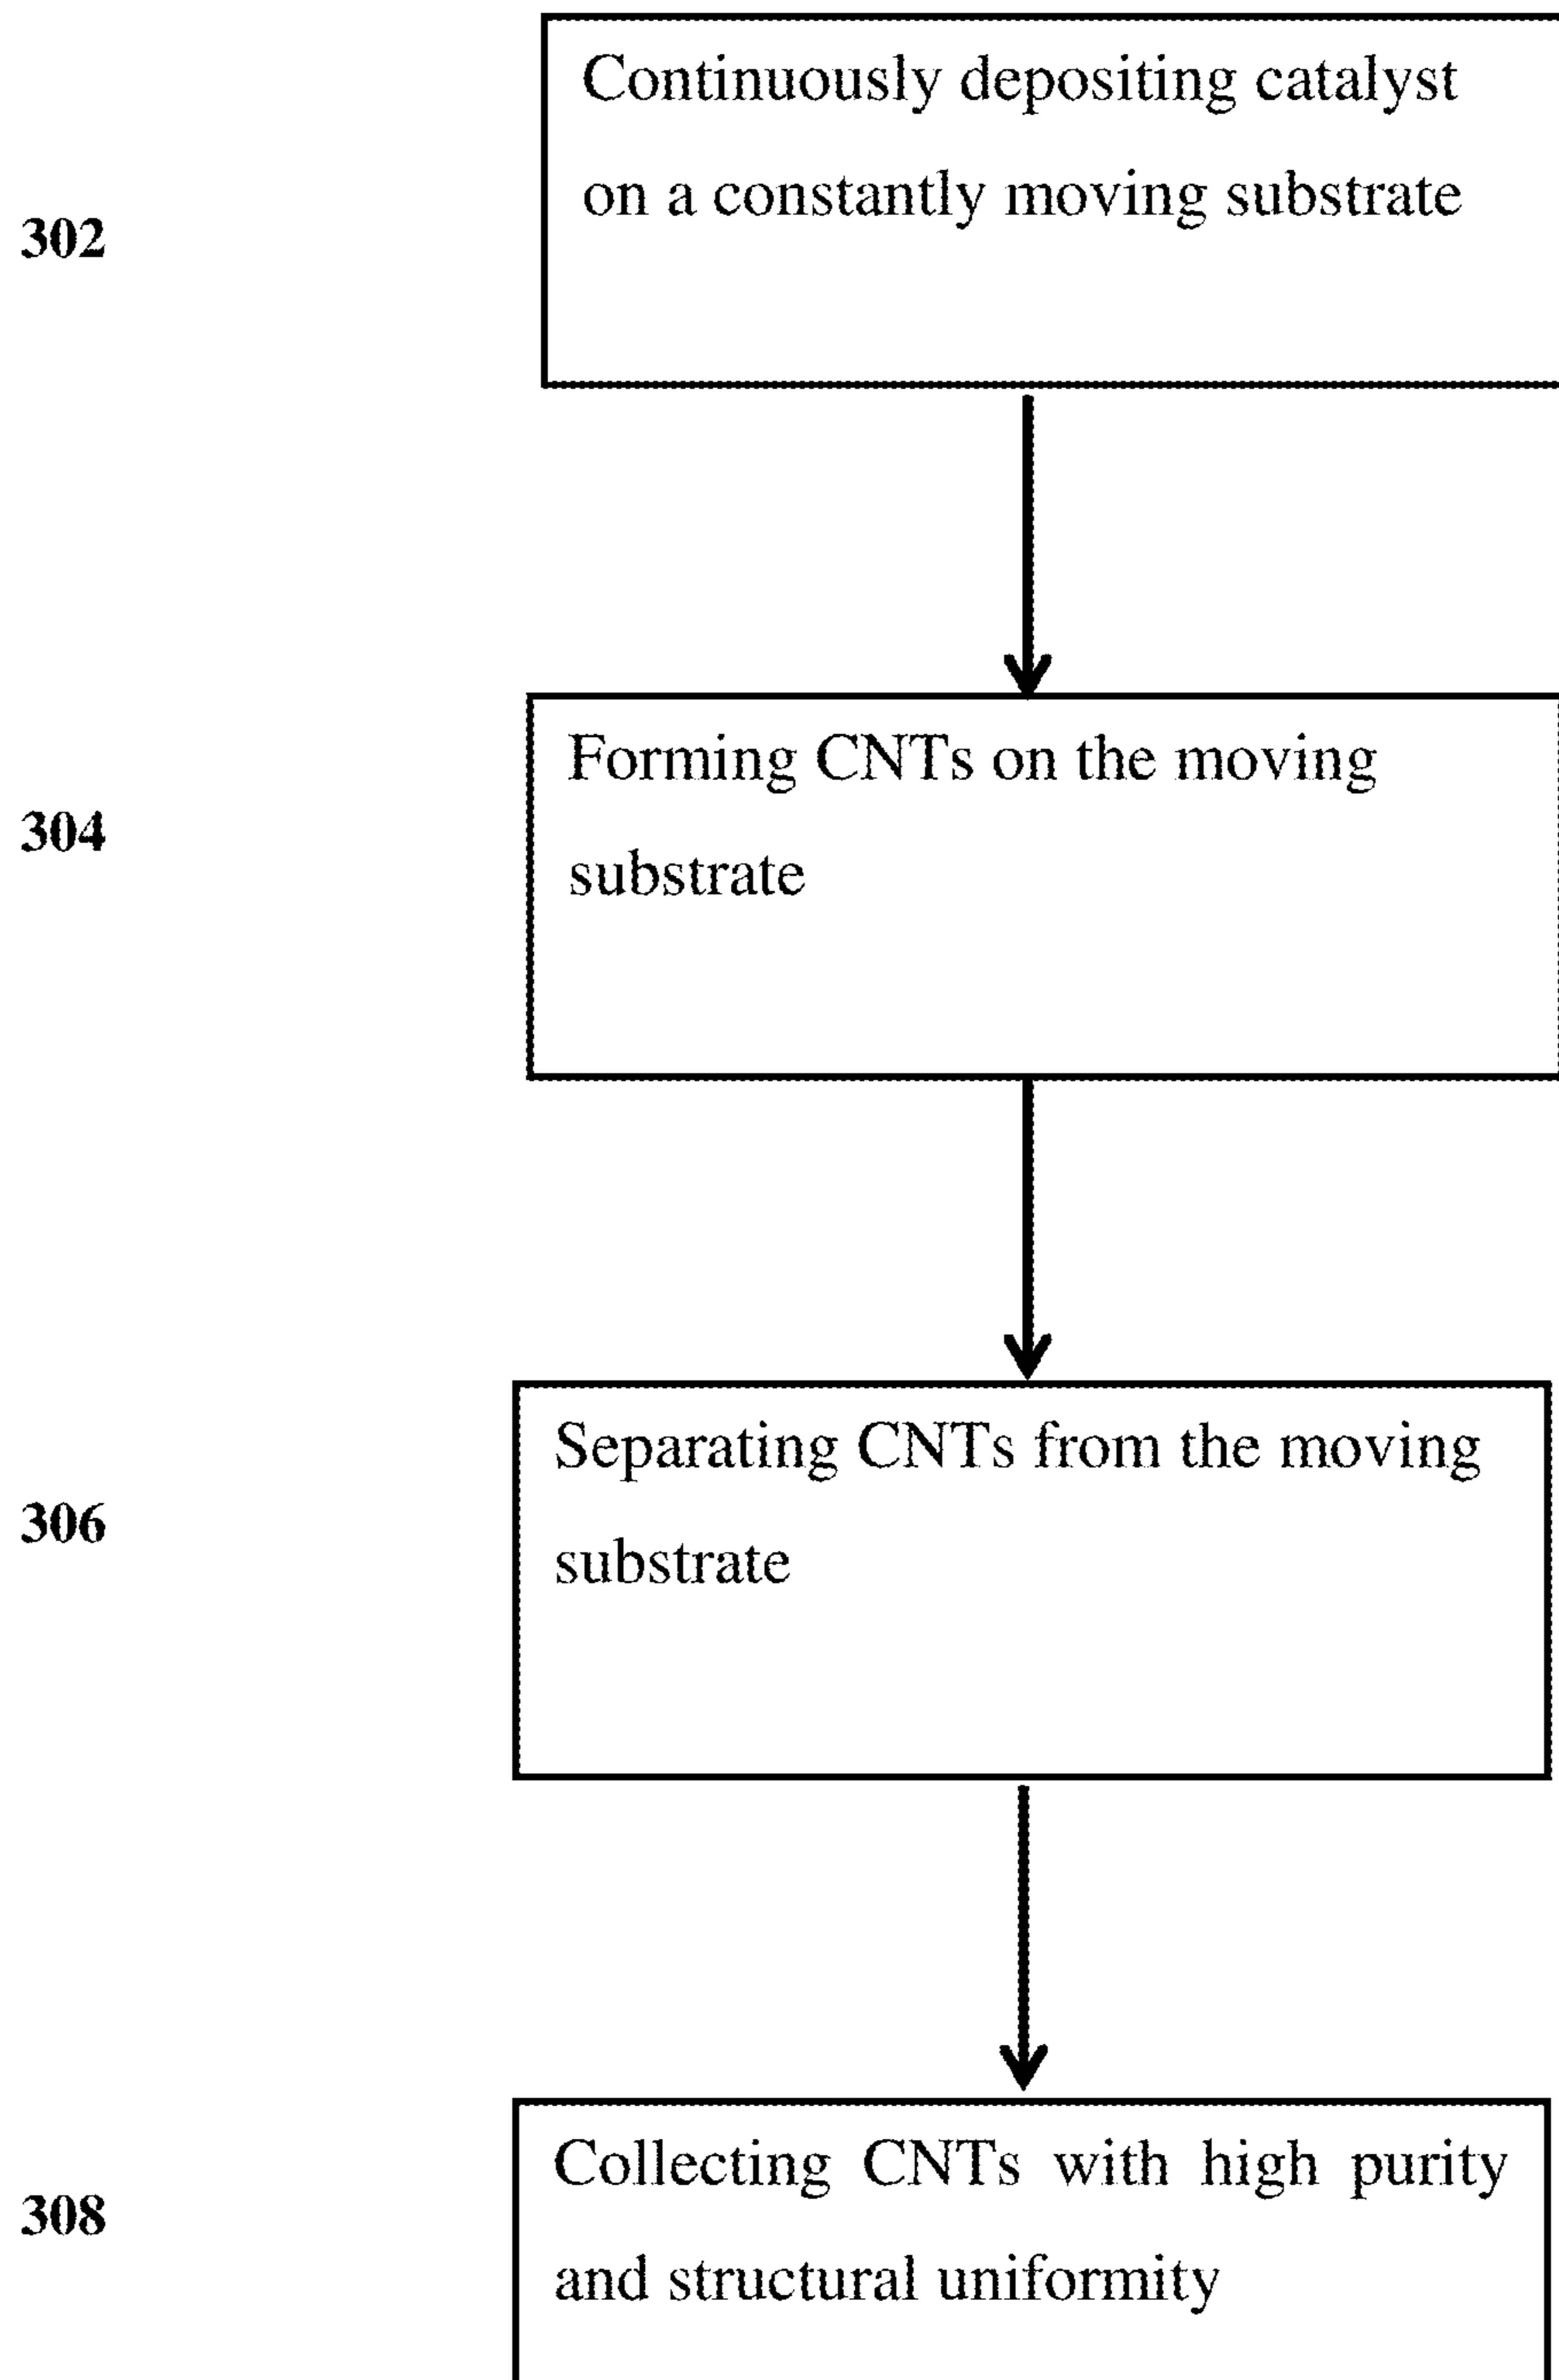 Continuously depositing catalyst
on a constantly moving substrate
302
Forming CNTs on the moving
substrate
304
Separating CNTs from the moving
substrate
306
Collecting CNTs with high purity
and structural uniformity
308